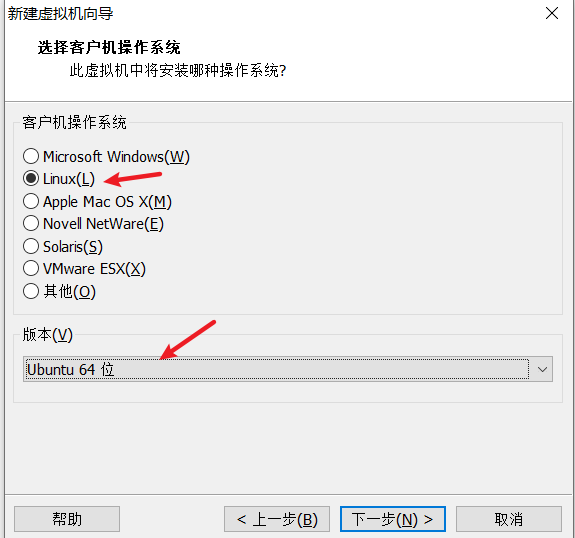 新建虚拟机向导
选择客户机操作系统
此虚拟机中将安装哪种操作系统?
客户机操作系统
Microsoft Windows(W)
Linux(L)
Apple Mac OS X(M)
Novell NetWare(E)
Solaris(S)
VMware ESX(X)
其他(O)
版本(V)
Ubuntu 64 位
帮助
< 上一步(B)
下一步(N) >
取消